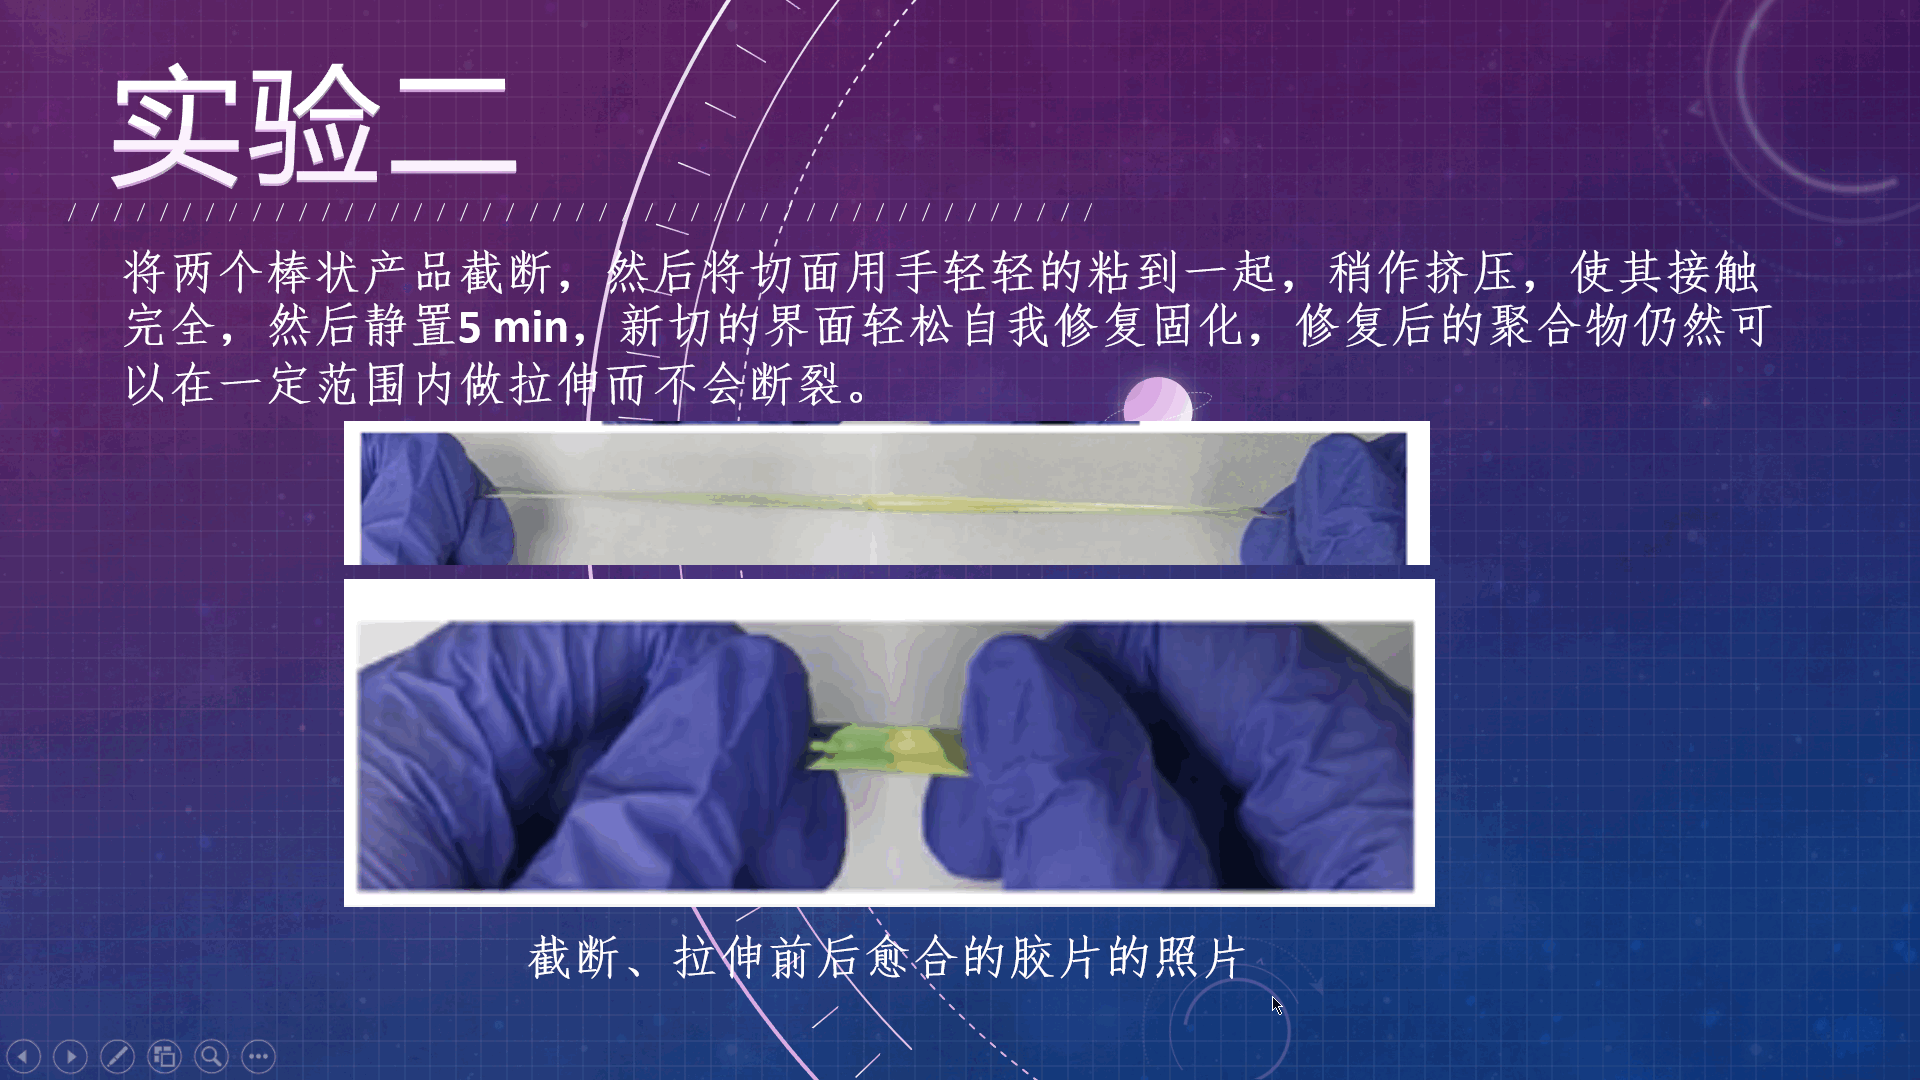 实验二
将两个棒状产品截断，然后将切面用手轻轻的粘到一起，稍作挤压，使其接触
完全，然后静置5 min，新切的界面轻松自我修复固化，修复后的聚合物仍然可
以在一定范围内做拉伸而不会断裂。
截断、拉伸前后愈合的胶片的照片